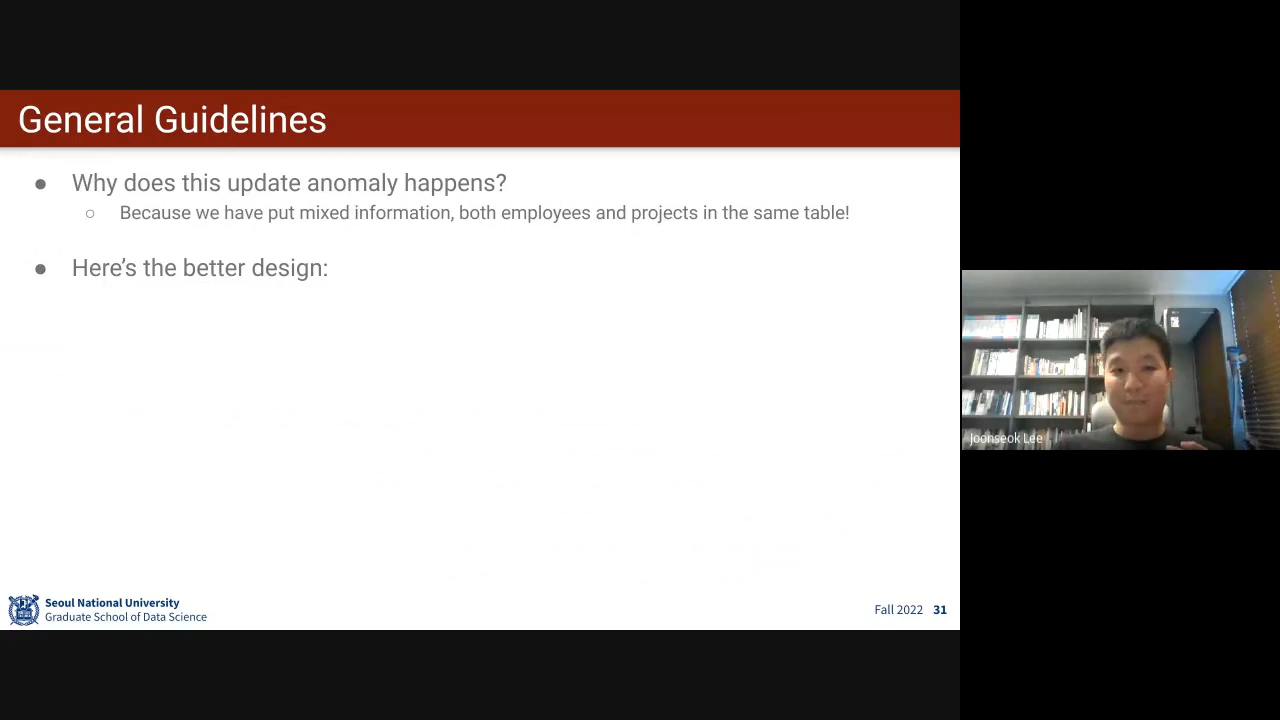 General Guidelines
● Why does this update anomaly happens?
○ Because we have put mixed information, both employees and projects in the same table!
● Here's the better design:
Joonseok Lee
Seoul National University
Graduate School of Data Science
Fall 2022 31